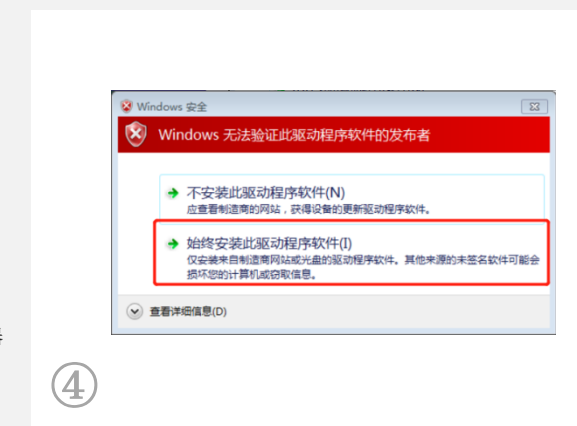 Windows 安全
Windows 无法验证此驱动程序软件的发布者
不安装此驱动程序软件(N)
应查看制造商的网站，获得设备的更新驱动程序软件。
始终安装此驱动程序软件(I)
仅安装来自制造商网站或光盘的驱动程序软件。其他来源的未签名软件可能会
损坏您的计算机或窃取信息。
查看详细信息(D)
④